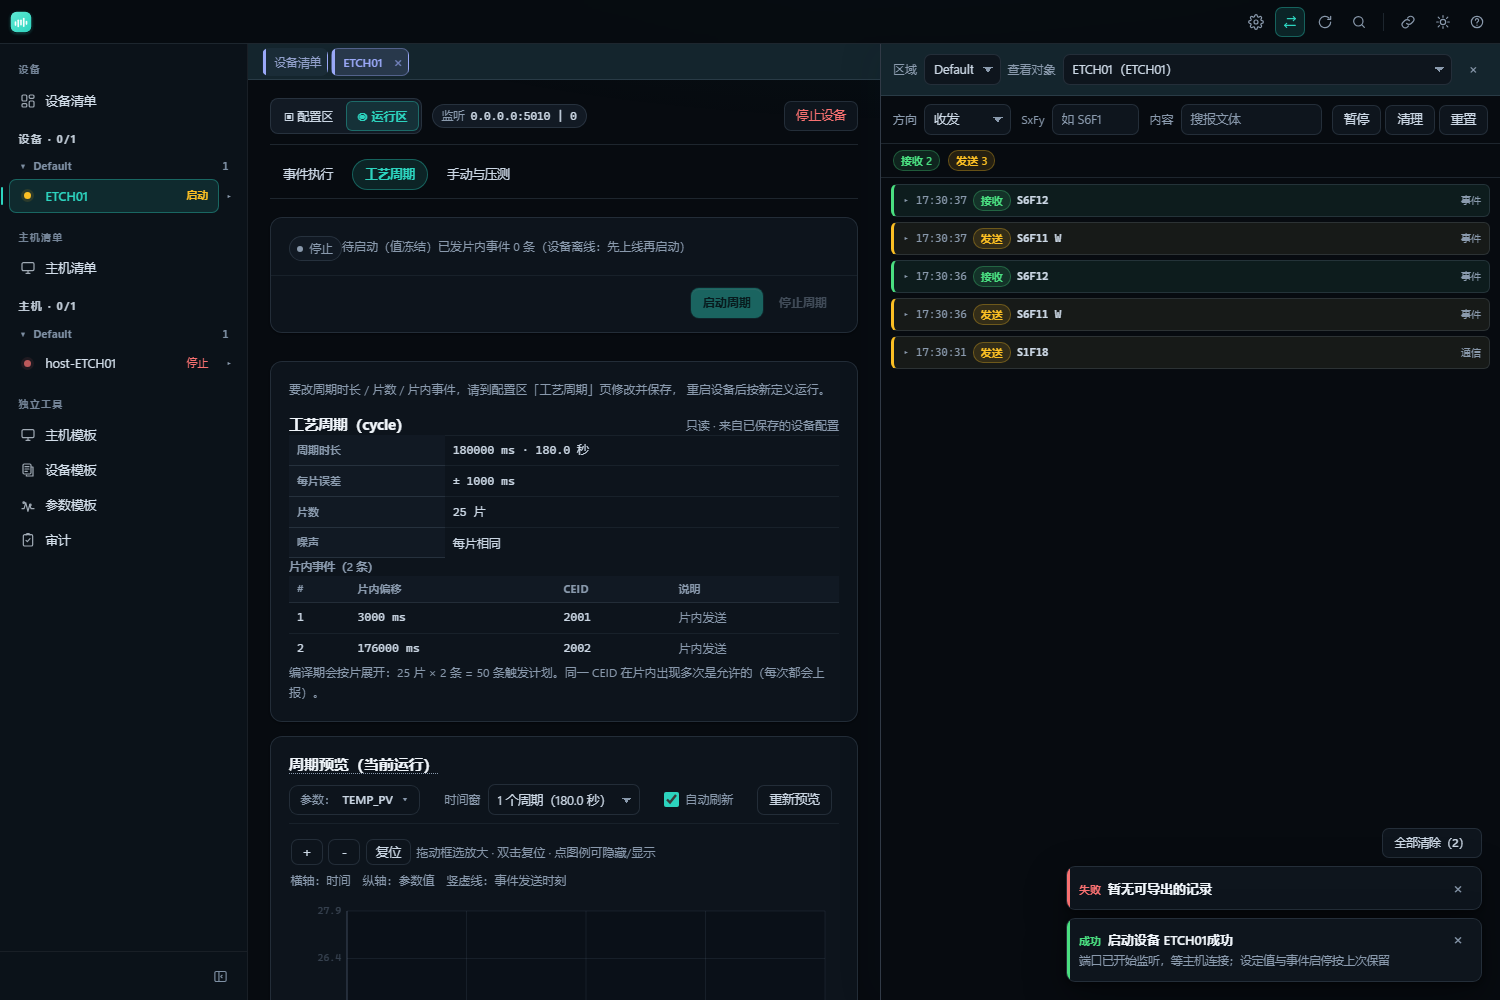 设备
设备清单
设备 · 0/1
Default 1
ETCH01 启动
主机清单
主机清单
主机 · 0/1
Default 1
host-ETCH01 停止
独立工具
主机模板
设备模板
参数模板
审计
设备清单 ETCH01 ×
配置区 运行区 监听 0.0.0.0:5010 | 0 停止设备
事件执行 工艺周期 手动与压测
停止 待启动（值冻结）已发片内事件 0 条（设备离线：先上线再启动）
启动周期 停止周期
要改周期时长 / 片数 / 片内事件，请到配置区「工艺周期」页修改并保存， 重启设备后按新定义运行。
工艺周期（cycle） 只读 · 来自已保存的设备配置
周期时长 180000 ms · 180.0 秒
每片误差 ± 1000 ms
片数 25 片
噪声 每片相同
片内事件（2 条）
# 片内偏移 CEID 说明
1 3000 ms 2001 片内发送
2 176000 ms 2002 片内发送
编译期会按片展开：25 片 × 2 条 = 50 条触发计划。同一 CEID 在片内出现多次是允许的（每次都会上
报）。
周期预览（当前运行）
参数： TEMP_PV 时间窗 1 个周期（180.0 秒） 自动刷新 重新预览
+ - 复位 拖动框选放大 · 双击复位 · 点图例可隐藏/显示
横轴：时间 纵轴：参数值 竖虚线：事件发送时刻
27.9
26.4
区域 Default 查看对象 ETCH01（ETCH01） ×
方向 收发 SxFy 如 S6F1 内容 搜报文体 暂停 清理 重置
接收 2 发送 3
17:30:37 接收 S6F12 事件
17:30:37 发送 S6F11 W 事件
17:30:36 接收 S6F12 事件
17:30:36 发送 S6F11 W 事件
17:30:31 发送 S1F18 通信
全部清除（2）
失败 暂无可导出的记录 ×
成功 启动设备 ETCH01成功 ×
端口已开始监听，等主机连接；设定值与事件启停按上次保留